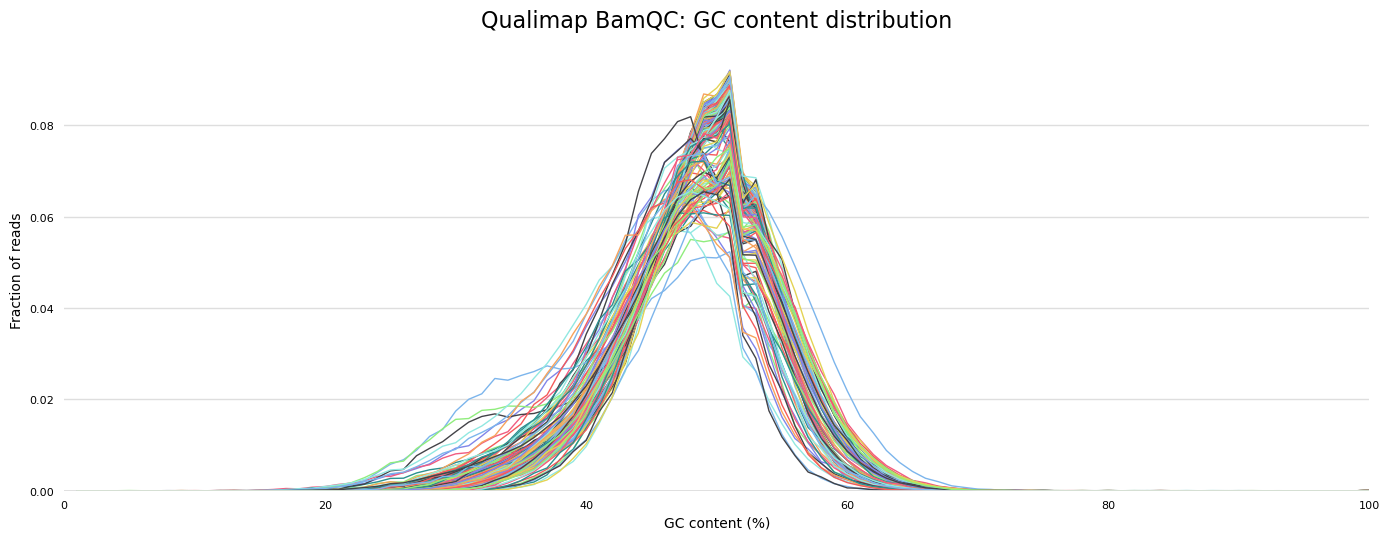 Qualimap BamQC: GC content distribution
0.08
0.06
0.04
0.02
0.00
Fraction of reads
0 20 40 60 80 100
GC content (%)